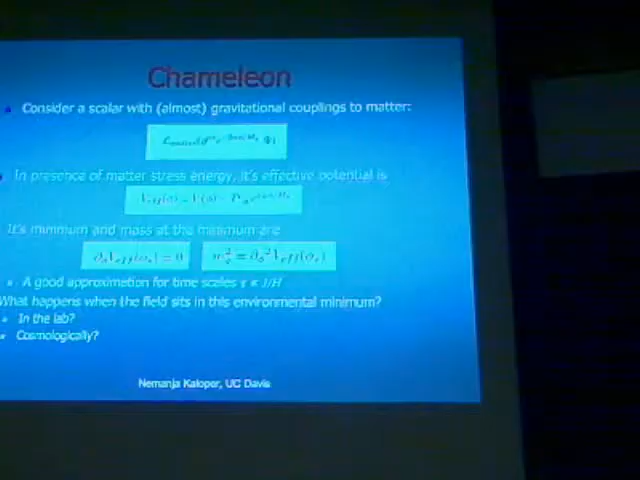 Chameleon
Consider a scalar with (almost) gravitational couplings to matter:
In presence of matter stress energy, it's effective potential is
It's minimum and mass at the maximum are
A good approximation for time scales
What happens when the field sits in this environmental minimum?
In the lab?
Cosmologically?
Nemanja Kaloper, UC Davis